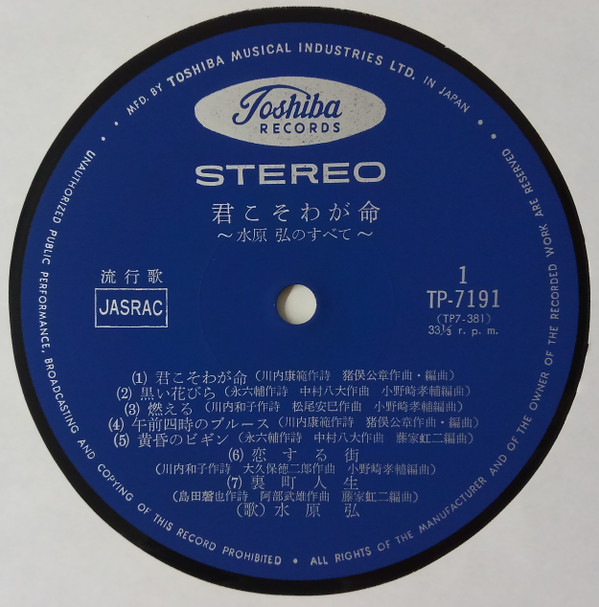 MFD. BY TOSHIBA MUSICAL INDUSTRIES LTD. IN JAPAN
Toshiba
RECORDS
STEREO
君こそわが命
～水原 弘のすべて～
流行歌
JASRAC
1
TP-7191
(TP7-381)
33⅓ r. p. m.
(1) 君こそわが命 (川内康範作詩 猪俣公章作曲・編曲)
(2) 黒い花びら (永六輔作詩 中村八大作曲 小野崎孝輔編曲)
(3) 燃える (川内和子作詩 松尾安巳作曲 小野崎孝輔編曲)
(4) 午前四時のブルース (川内康範作詩 猪俣公章作曲・編曲)
(5) 黄昏のビギン (永六輔作詩 中村八大作曲 藤家虹二編曲)
(6) 恋する街
(川内和子作詩 大久保徳二郎作曲 小野崎孝輔編曲)
(7) 裏町人生
(島田磬也作詩 阿部武雄作曲 藤家虹二編曲)
(歌) 水原 弘
UNAUTHORIZED PUBLIC PERFORMANCE, BROADCASTING AND COPYING OF THIS RECORD PROHIBITED • ALL RIGHTS OF THE MANUFACTURER AND OF THE OWNER OF THE RECORDED WORK ARE RESERVED